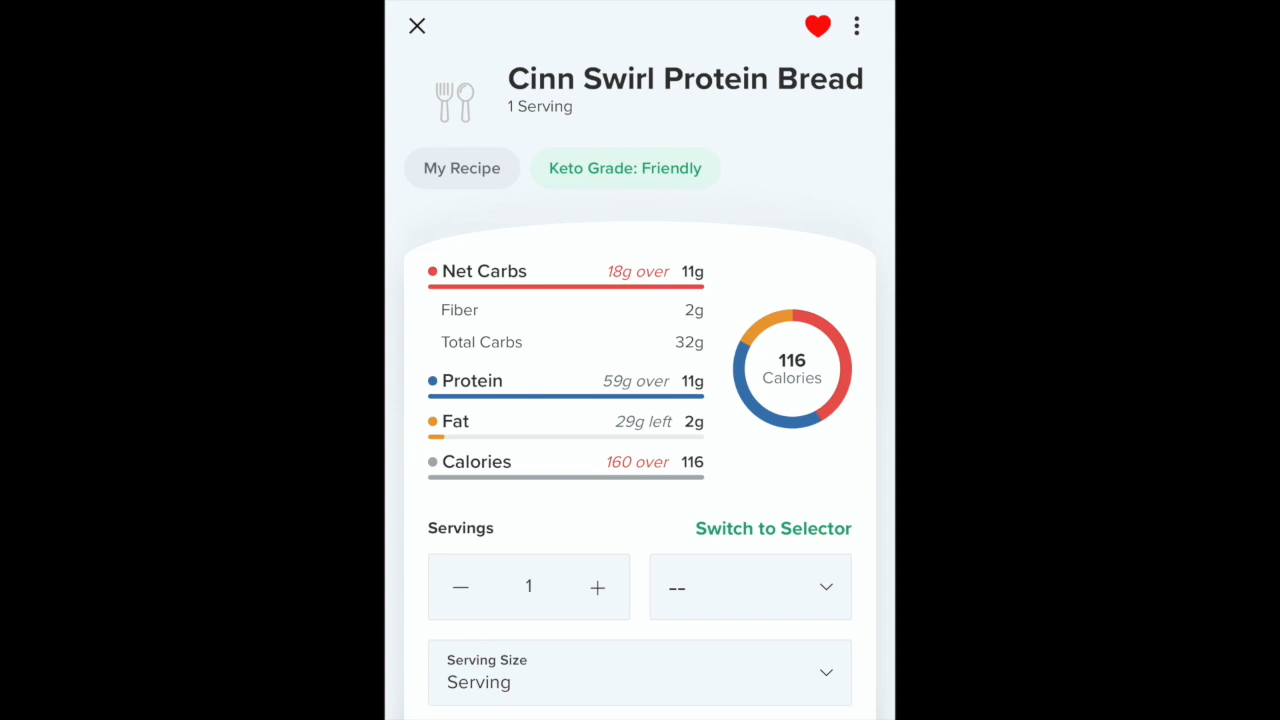 Cinn Swirl Protein Bread
1 Serving
My Recipe
Keto Grade: Friendly
Net Carbs 18g over 11g
Fiber 2g
Total Carbs 32g
Protein 59g over 11g
Fat 29g left 2g
Calories 160 over 116
116
Calories
Servings Switch to Selector
1 --
Serving Size
Serving